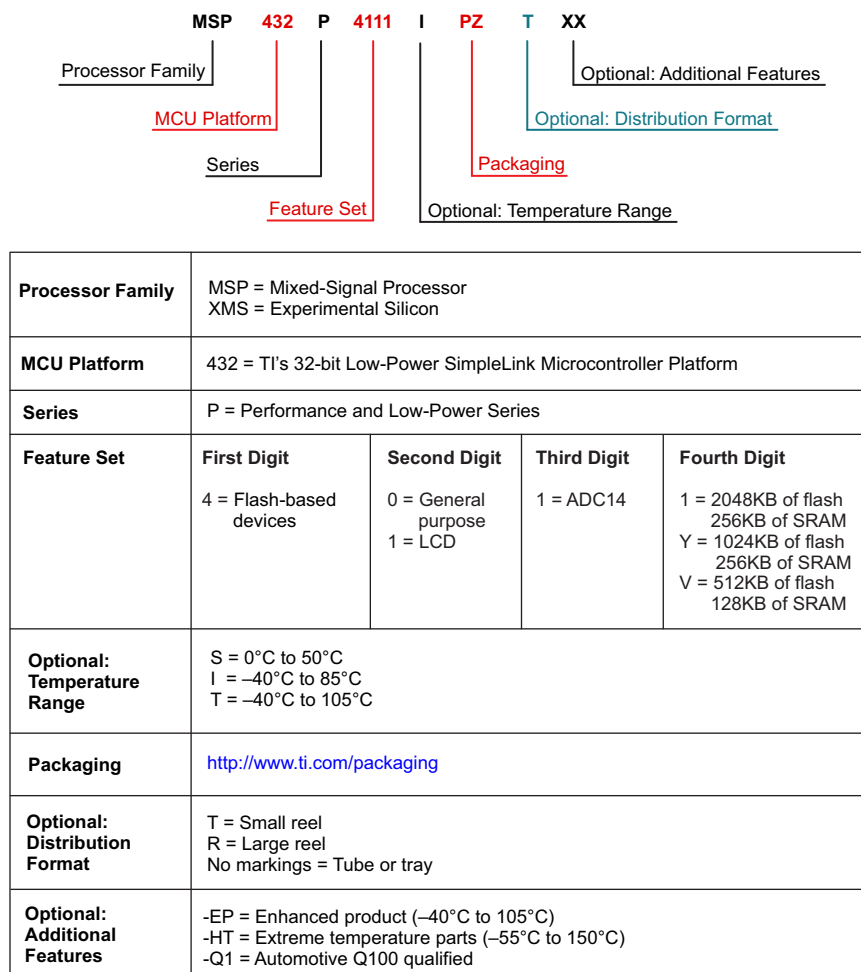 MSP 432 P 4111 I PZ T XX
Processor Family
Optional: Additional Features
MCU Platform
Optional: Distribution Format
Series
Packaging
Feature Set
Optional: Temperature Range
Processor Family
MSP = Mixed-Signal Processor
XMS = Experimental Silicon
MCU Platform
432 = TI's 32-bit Low-Power SimpleLink Microcontroller Platform
Series
P = Performance and Low-Power Series
Feature Set
First Digit
4 = Flash-based
devices
Second Digit
0 = General
purpose
1 = LCD
Third Digit
1 = ADC14
Fourth Digit
1 = 2048KB of flash
256KB of SRAM
Y = 1024KB of flash
256KB of SRAM
V = 512KB of flash
128KB of SRAM
Optional:
Temperature
Range
S = 0°C to 50°C
I = –40°C to 85°C
T = –40°C to 105°C
Packaging
http://www.ti.com/packaging
Optional:
Distribution
Format
T = Small reel
R = Large reel
No markings = Tube or tray
Optional:
Additional
Features
-EP = Enhanced product (–40°C to 105°C)
-HT = Extreme temperature parts (–55°C to 150°C)
-Q1 = Automotive Q100 qualified